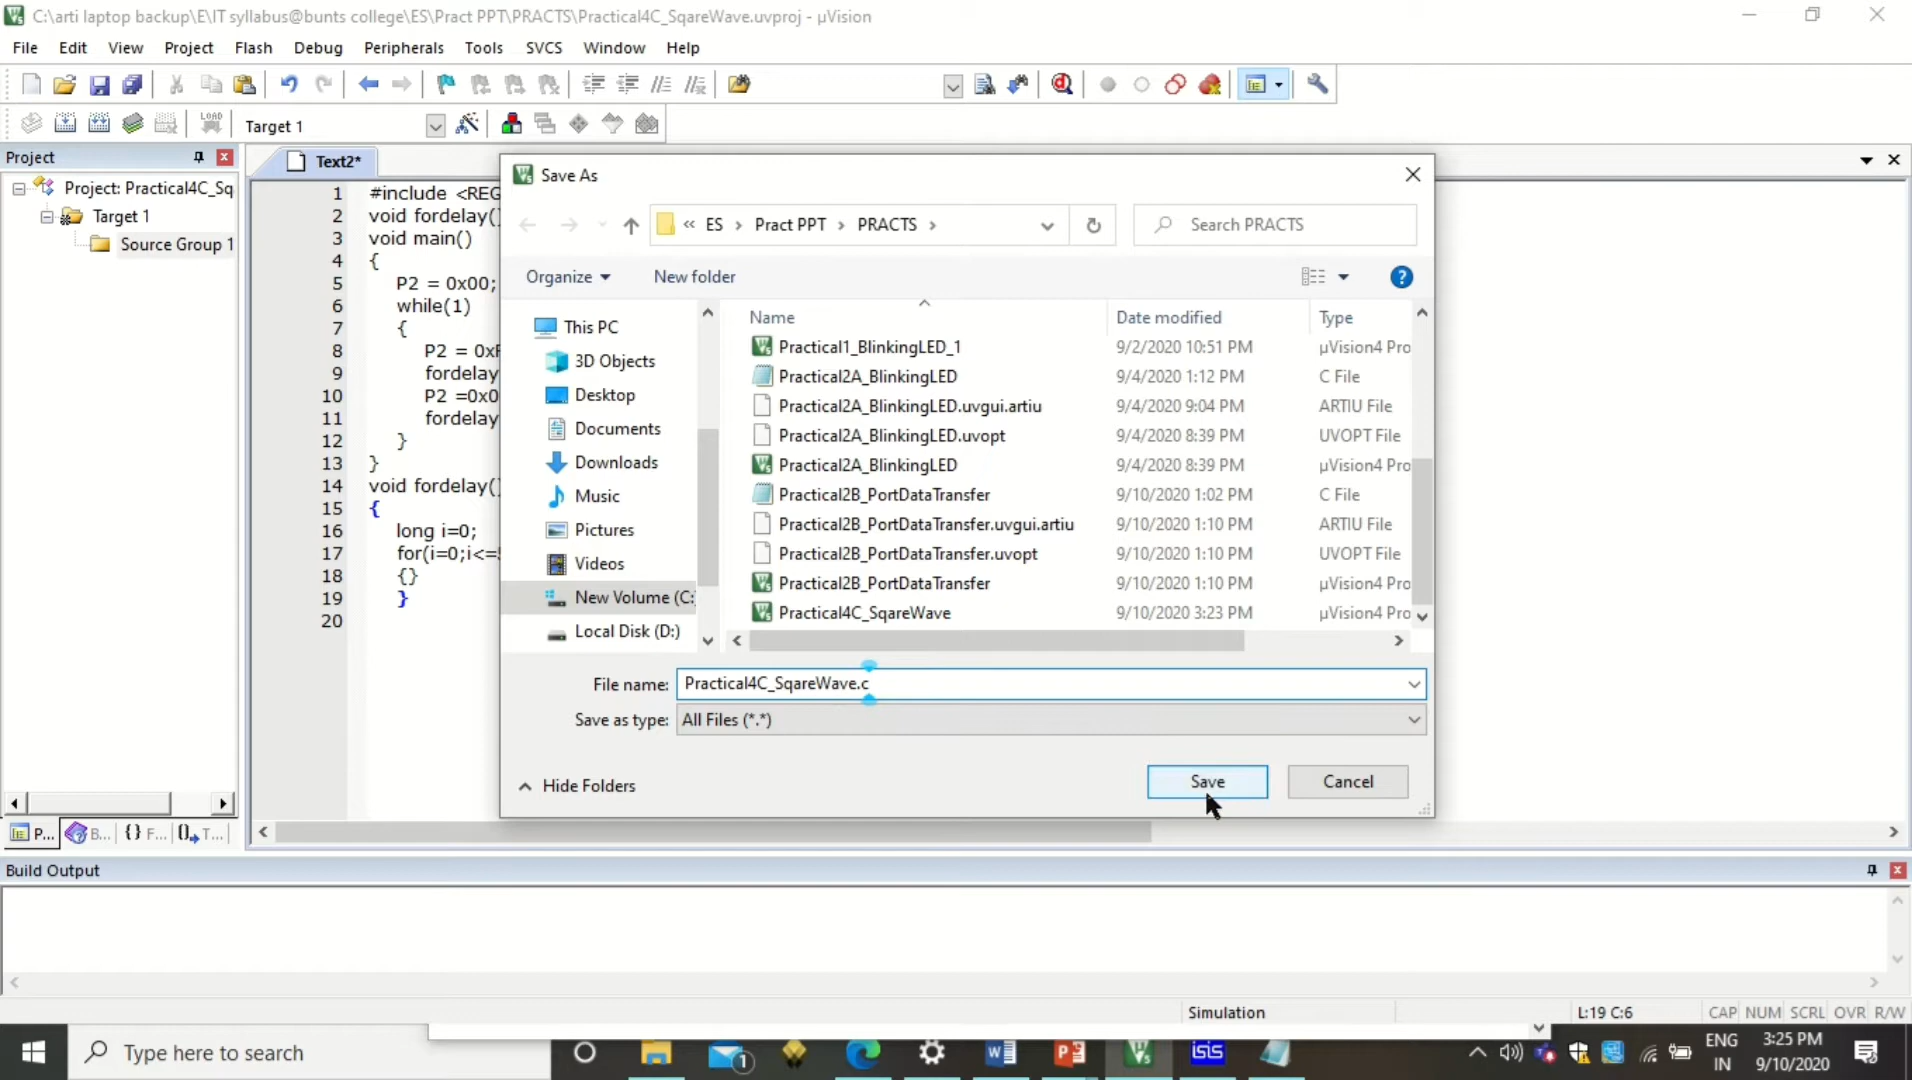 C:\arti laptop backup\E\IT syllabus@bunts college\ES\Pract PPT\PRACTS\Practical4C_SqareWave.uvproj - µVision
File Edit View Project Flash Debug Peripherals Tools SVCS Window Help
LOAD
Target 1
Project
Text2*
Project: Practical4C_Sq
Target 1
Source Group 1
1 #include <REG
2 void fordelay()
3 void main()
4 {
5 P2 = 0x00;
6 while(1)
7 {
8 P2 = 0xF
9 fordelay
10 P2 =0x0
11 fordelay
12 }
13 }
14 void fordelay()
15 {
16 long i=0;
17 for(i=0;i<=5
18 {}
19 }
20
Save As
« ES › Pract PPT › PRACTS ›
Search PRACTS
Organize
New folder
This PC
3D Objects
Desktop
Documents
Downloads
Music
Pictures
Videos
New Volume (C:
Local Disk (D:)
Name Date modified Type
Practical1_BlinkingLED_1 9/2/2020 10:51 PM µVision4 Pro
Practical2A_BlinkingLED 9/4/2020 1:12 PM C File
Practical2A_BlinkingLED.uvgui.artiu 9/4/2020 9:04 PM ARTIU File
Practical2A_BlinkingLED.uvopt 9/4/2020 8:39 PM UVOPT File
Practical2A_BlinkingLED 9/4/2020 8:39 PM µVision4 Pro
Practical2B_PortDataTransfer 9/10/2020 1:02 PM C File
Practical2B_PortDataTransfer.uvgui.artiu 9/10/2020 1:10 PM ARTIU File
Practical2B_PortDataTransfer.uvopt 9/10/2020 1:10 PM UVOPT File
Practical2B_PortDataTransfer 9/10/2020 1:10 PM µVision4 Pro
Practical4C_SqareWave 9/10/2020 3:23 PM µVision4 Pro
File name: Practical4C_SqareWave.c
Save as type: All Files (*.*)
Hide Folders
Save
Cancel
P... B... {} F... T...
Build Output
Simulation
L:19 C:6
CAP NUM SCRL OVR R/W
Type here to search
1
isis
ENG
IN
3:25 PM
9/10/2020